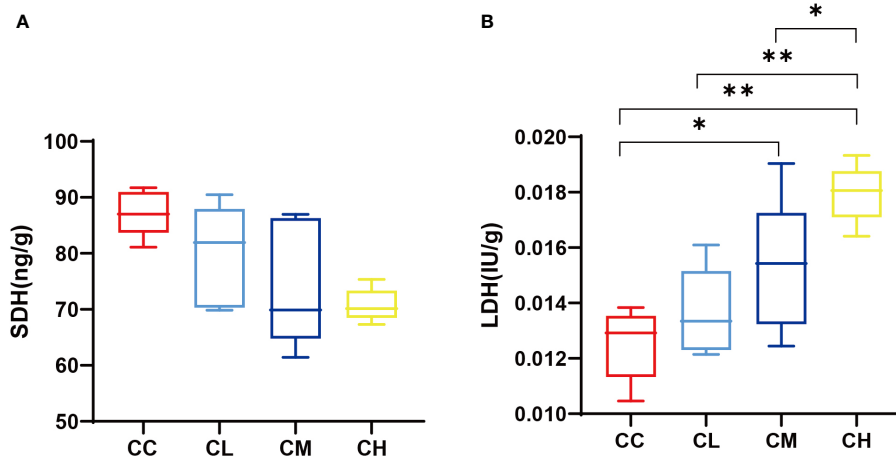 A
SDH(ng/g)
100
90
80
70
60
50
CC CL CM CH
B
*
**
**
*
LDH(IU/g)
0.020
0.018
0.016
0.014
0.012
0.010
CC CL CM CH